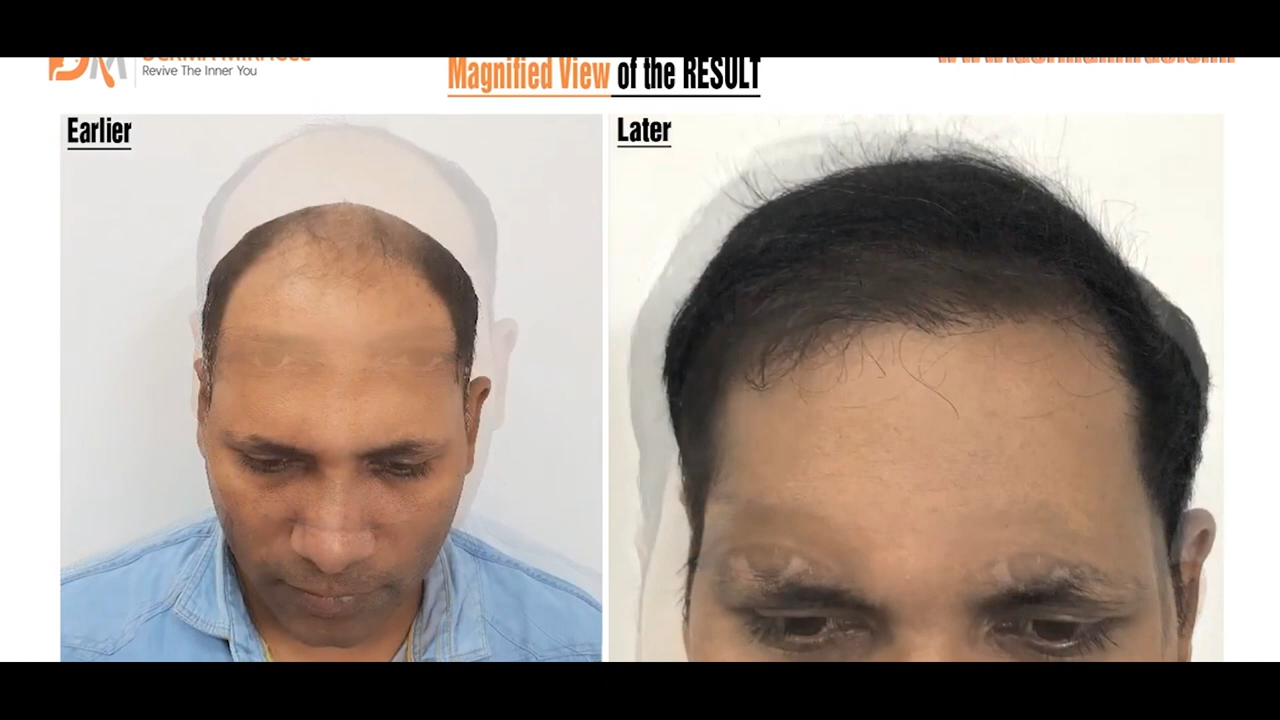 Revive The Inner You
Magnified View of the RESULT
Earlier
Later